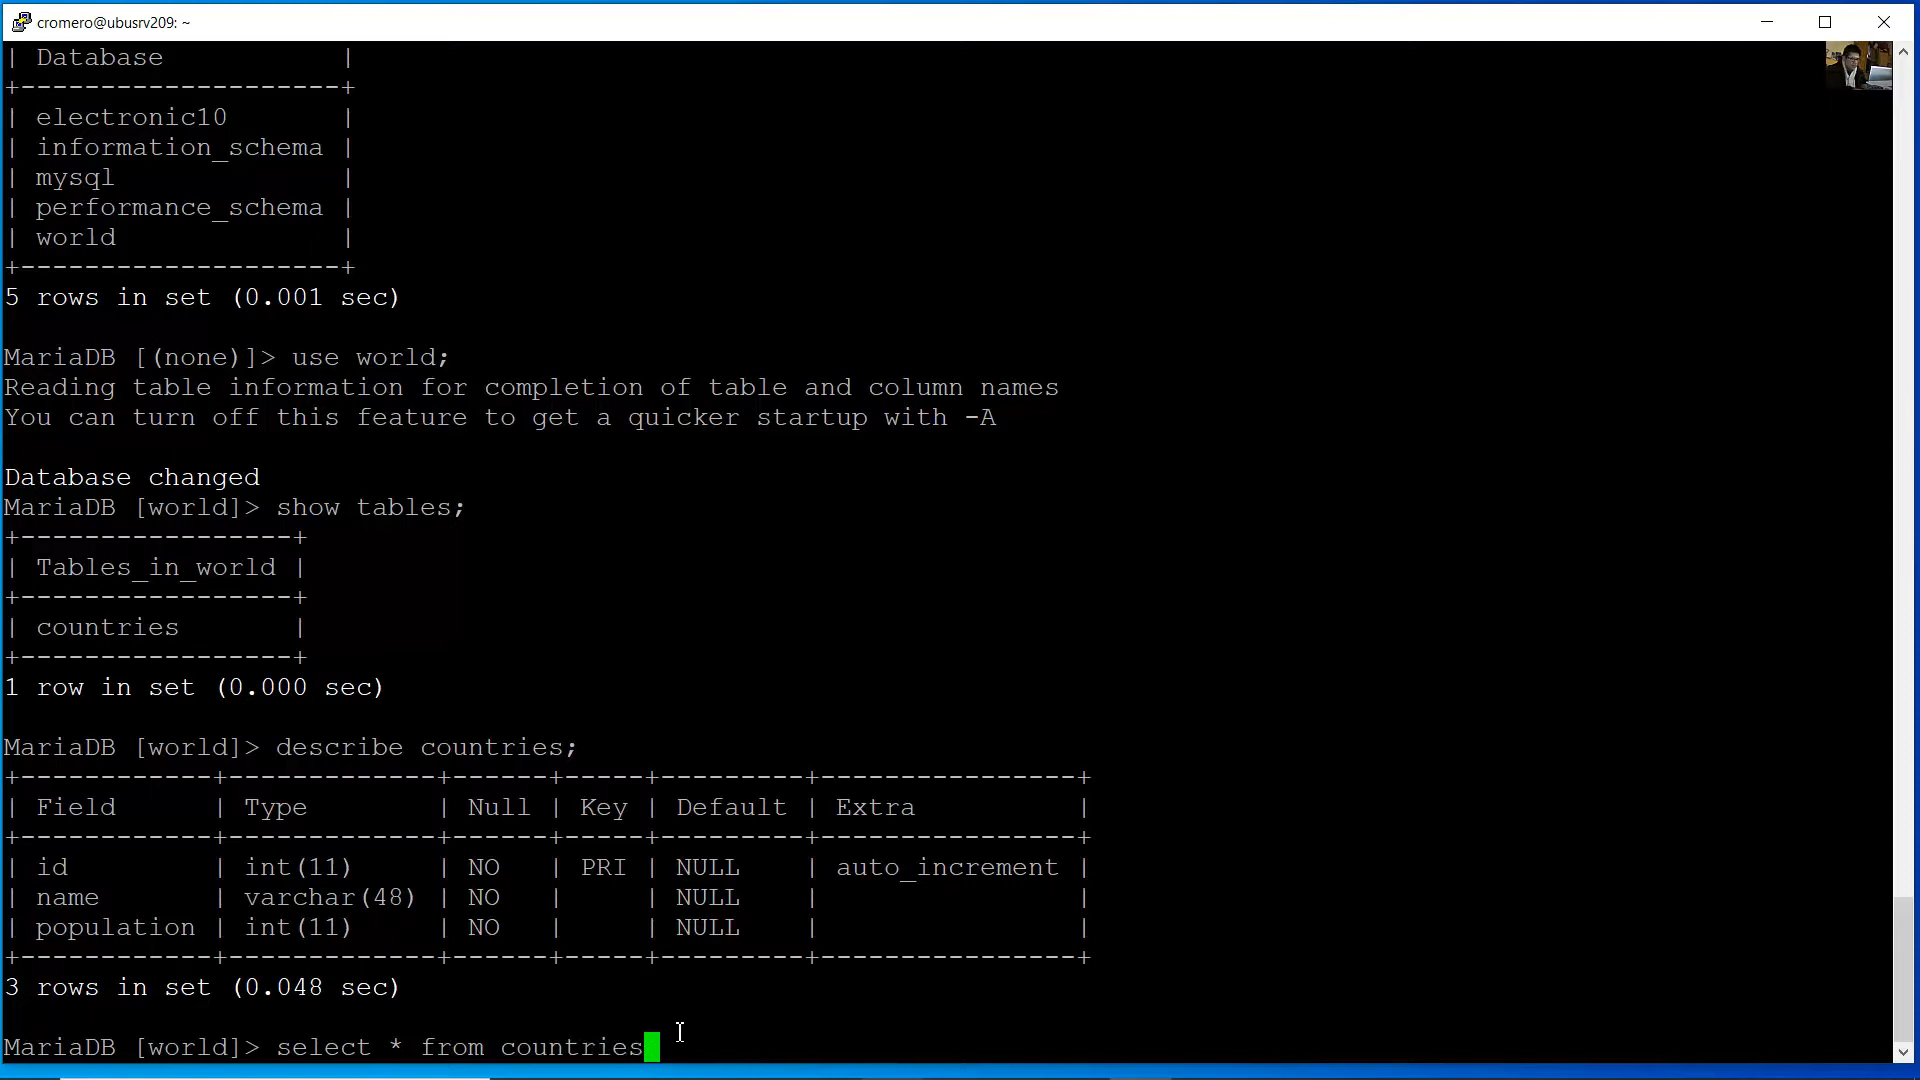 cromero@ubusrv209: ~
| Database           |
+--------------------+
| electronic10       |
| information_schema |
| mysql              |
| performance_schema |
| world              |
+--------------------+
5 rows in set (0.001 sec)
MariaDB [(none)]> use world;
Reading table information for completion of table and column names
You can turn off this feature to get a quicker startup with -A
Database changed
MariaDB [world]> show tables;
+-----------------+
| Tables_in_world |
+-----------------+
| countries       |
+-----------------+
1 row in set (0.000 sec)
MariaDB [world]> describe countries;
+------------+-------------+------+-----+---------+----------------+
| Field      | Type        | Null | Key | Default | Extra          |
+------------+-------------+------+-----+---------+----------------+
| id         | int(11)     | NO   | PRI | NULL    | auto_increment |
| name       | varchar(48) | NO   |     | NULL    |                |
| population | int(11)     | NO   |     | NULL    |                |
+------------+-------------+------+-----+---------+----------------+
3 rows in set (0.048 sec)
MariaDB [world]> select * from countries